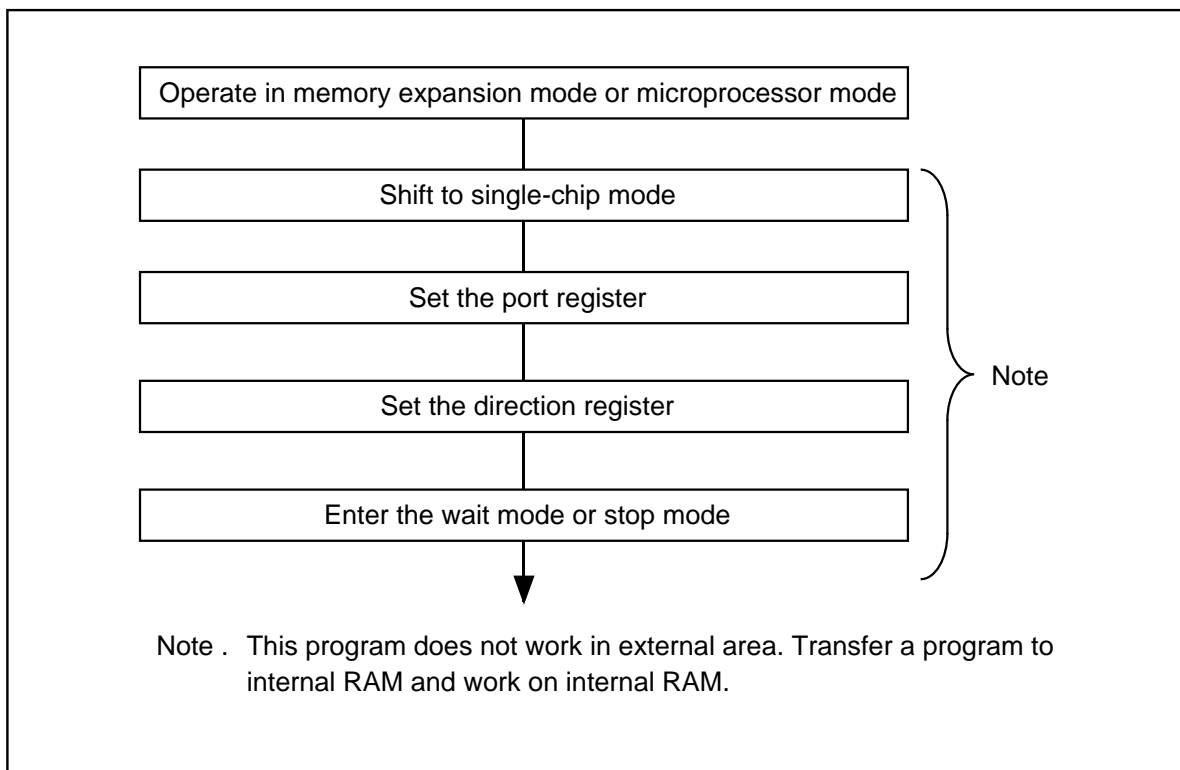 Operate in memory expansion mode or microprocessor mode
Shift to single-chip mode
Set the port register
Set the direction register
Enter the wait mode or stop mode
Note
Note . This program does not work in external area. Transfer a program to
internal RAM and work on internal RAM.